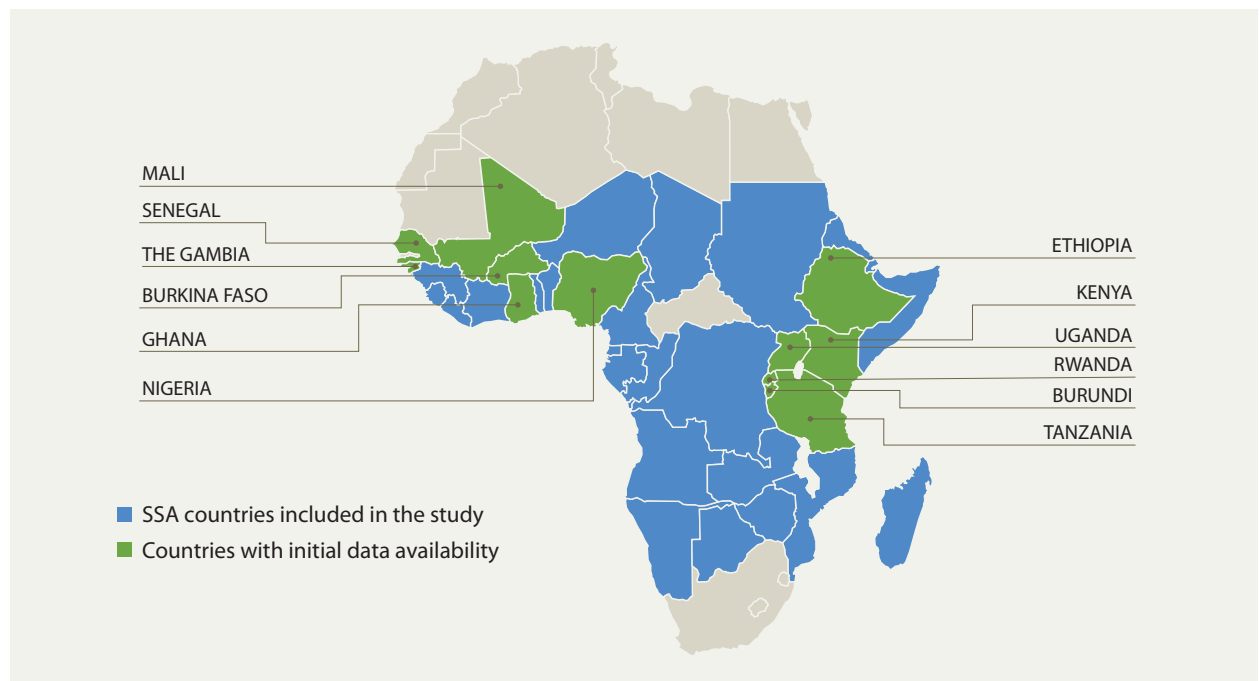 MALI
SENEGAL
THE GAMBIA
BURKINA FASO
GHANA
NIGERIA
ETHIOPIA
KENYA
UGANDA
RWANDA
BURUNDI
TANZANIA
SSA countries included in the study
Countries with initial data availability